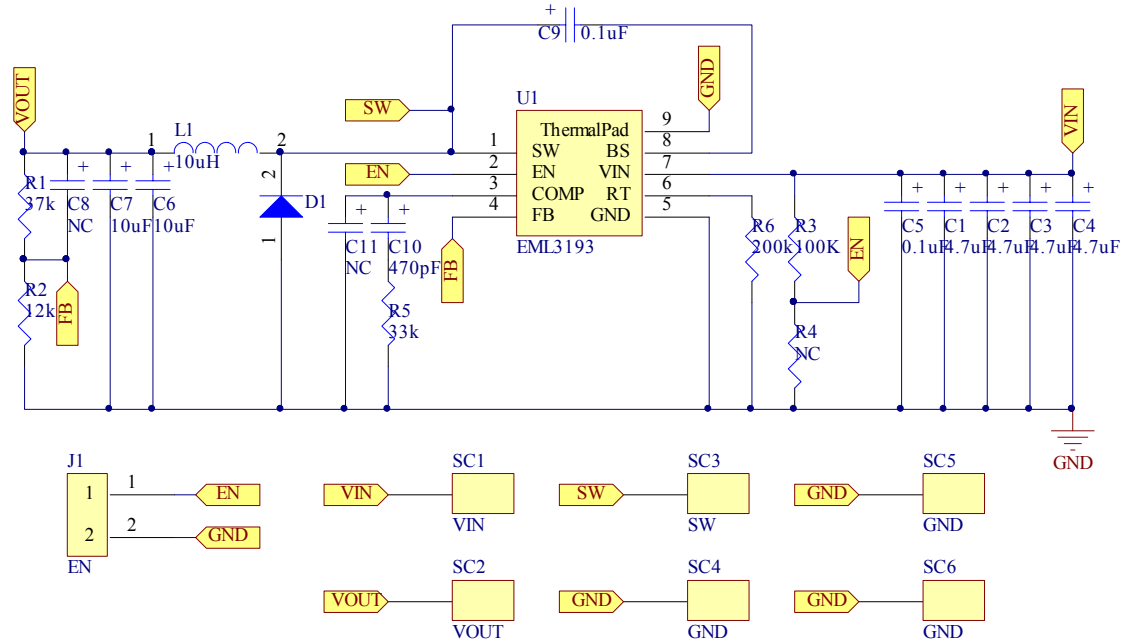 +
C9 0.1uF
VOUT
SW
U1
GND
VIN
1 L1 2
10uH
ThermalPad 9
1 SW BS 8
EN 2 EN VIN 7
3 COMP RT 6
4 FB GND 5
EML3193
+ + +
R1
37k
C8
NC
C7
10uF
C6
10uF
2
D1
1
+ +
C11
NC
C10
470pF
FB
R6
200k
R3
100K
EN
+ + + + +
C5
0.1uF
C1
4.7uF
C2
4.7uF
C3
4.7uF
C4
4.7uF
R2
12k
FB
R5
33k
R4
NC
GND
J1
1 1 EN
2 2 GND
EN
SC1
VIN
VIN
SC3
SW
SW
SC5
GND
GND
SC2
VOUT
VOUT
SC4
GND
GND
SC6
GND
GND